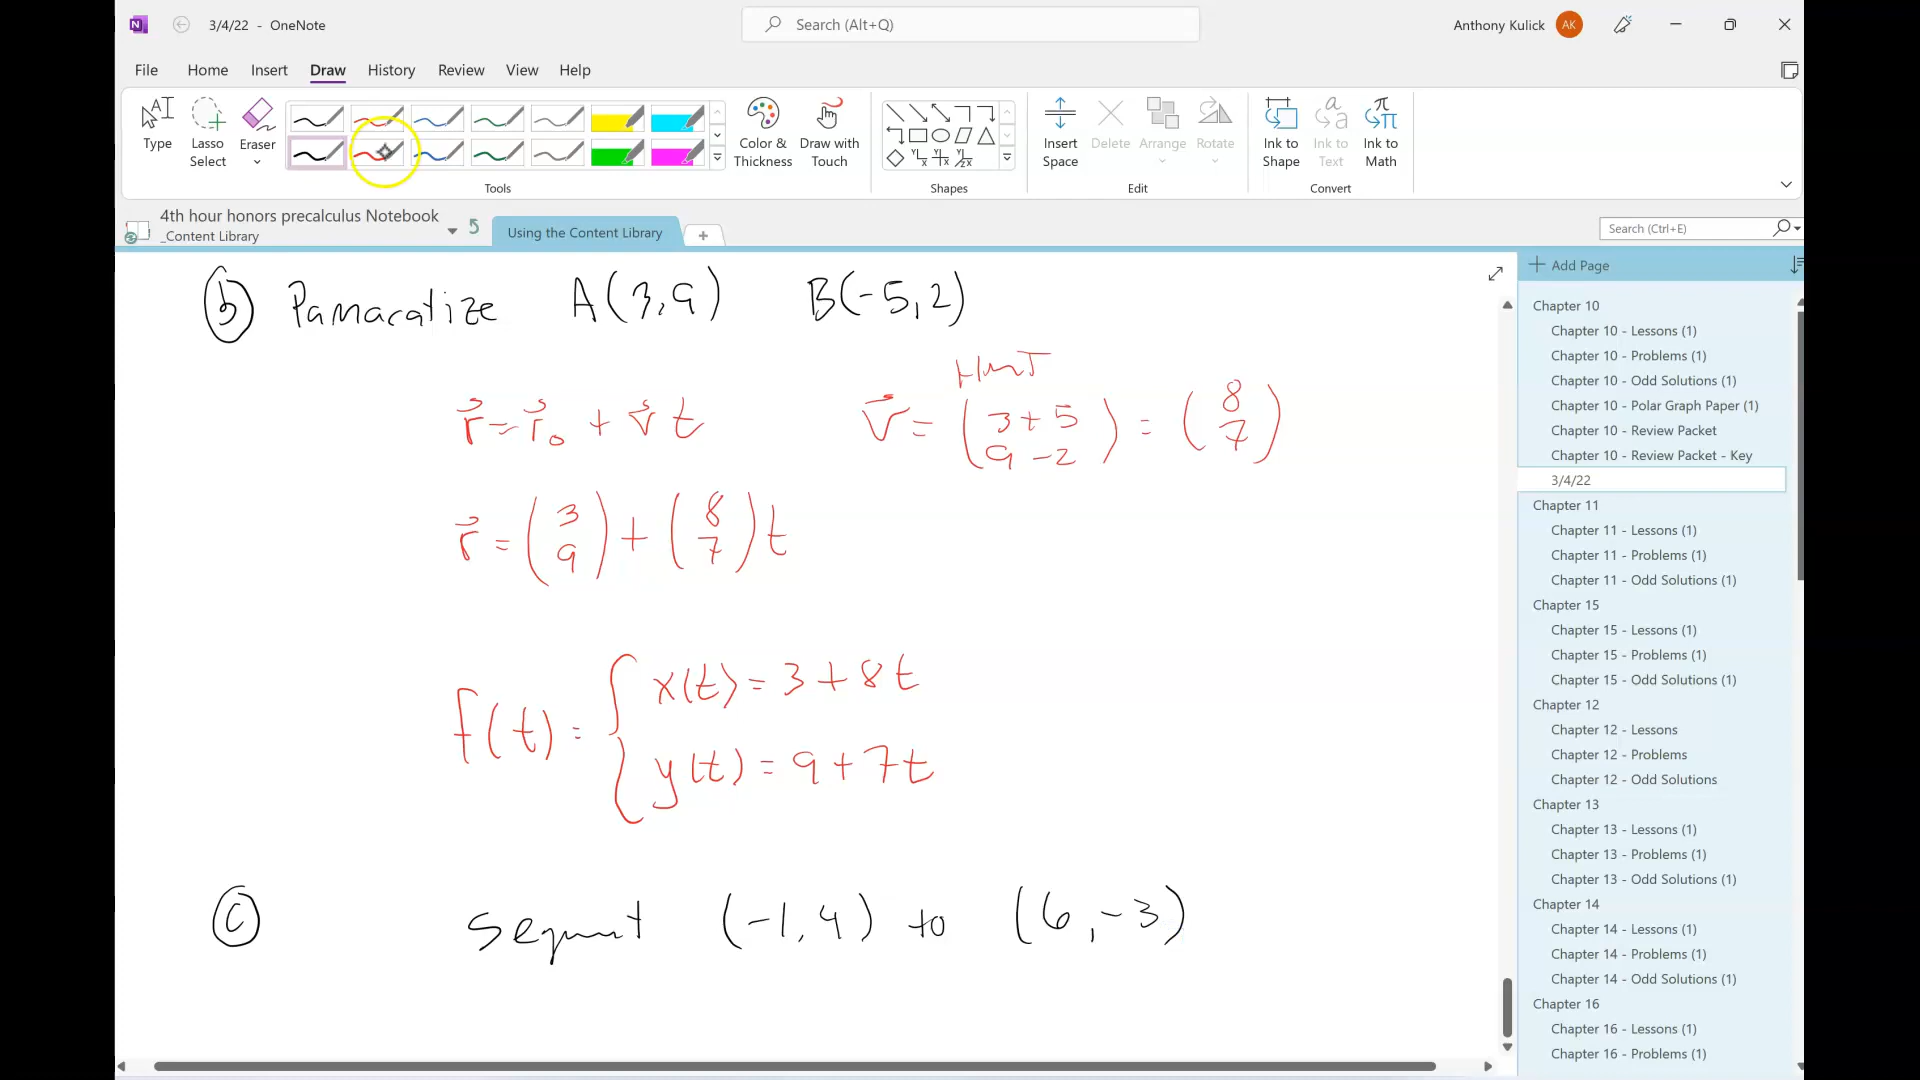 3/4/22 - OneNote
Search (Alt+Q)
Anthony Kulick AK
File Home Insert Draw History Review View Help
Type
Lasso Select
Eraser
Color & Thickness
Draw with Touch
Insert Space
Delete
Arrange
Rotate
Ink to Shape
Ink to Text
Ink to Math
Tools
Shapes
Edit
Convert
4th hour honors precalculus Notebook
_Content Library
Using the Content Library
Search (Ctrl+E)
(b) Pamacatize A(3,9) B(-5,2)
r⃗ = r⃗₀ + v⃗ t
HmT
v⃗ = (3+5 9-2) = (8 7)
r⃗ = (3 9) + (8 7) t
f(t) = { x(t) = 3+8t
y(t) = 9+7t
(c) segmut (-1,4) to (6,-3)
Add Page
Chapter 10
Chapter 10 - Lessons (1)
Chapter 10 - Problems (1)
Chapter 10 - Odd Solutions (1)
Chapter 10 - Polar Graph Paper (1)
Chapter 10 - Review Packet
Chapter 10 - Review Packet - Key
3/4/22
Chapter 11
Chapter 11 - Lessons (1)
Chapter 11 - Problems (1)
Chapter 11 - Odd Solutions (1)
Chapter 15
Chapter 15 - Lessons (1)
Chapter 15 - Problems (1)
Chapter 15 - Odd Solutions (1)
Chapter 12
Chapter 12 - Lessons
Chapter 12 - Problems
Chapter 12 - Odd Solutions
Chapter 13
Chapter 13 - Lessons (1)
Chapter 13 - Problems (1)
Chapter 13 - Odd Solutions (1)
Chapter 14
Chapter 14 - Lessons (1)
Chapter 14 - Problems (1)
Chapter 14 - Odd Solutions (1)
Chapter 16
Chapter 16 - Lessons (1)
Chapter 16 - Problems (1)